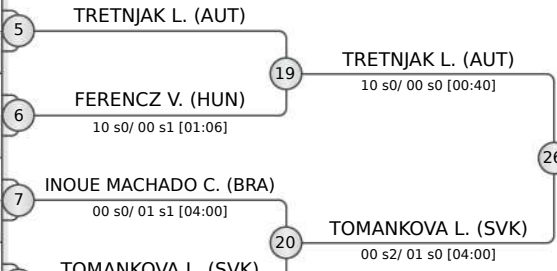 TRETNJAK L. (AUT)
5
19
TRETNJAK L. (AUT)
10 s0/ 00 s0 [00:40]
FERENCZ V. (HUN)
6
10 s0/ 00 s1 [01:06]
26
INOUE MACHADO C. (BRA)
7
00 s0/ 01 s1 [04:00]
20
TOMANKOVA L. (SVK)
00 s2/ 01 s0 [04:00]
TOMANKOVA L. (SVK)